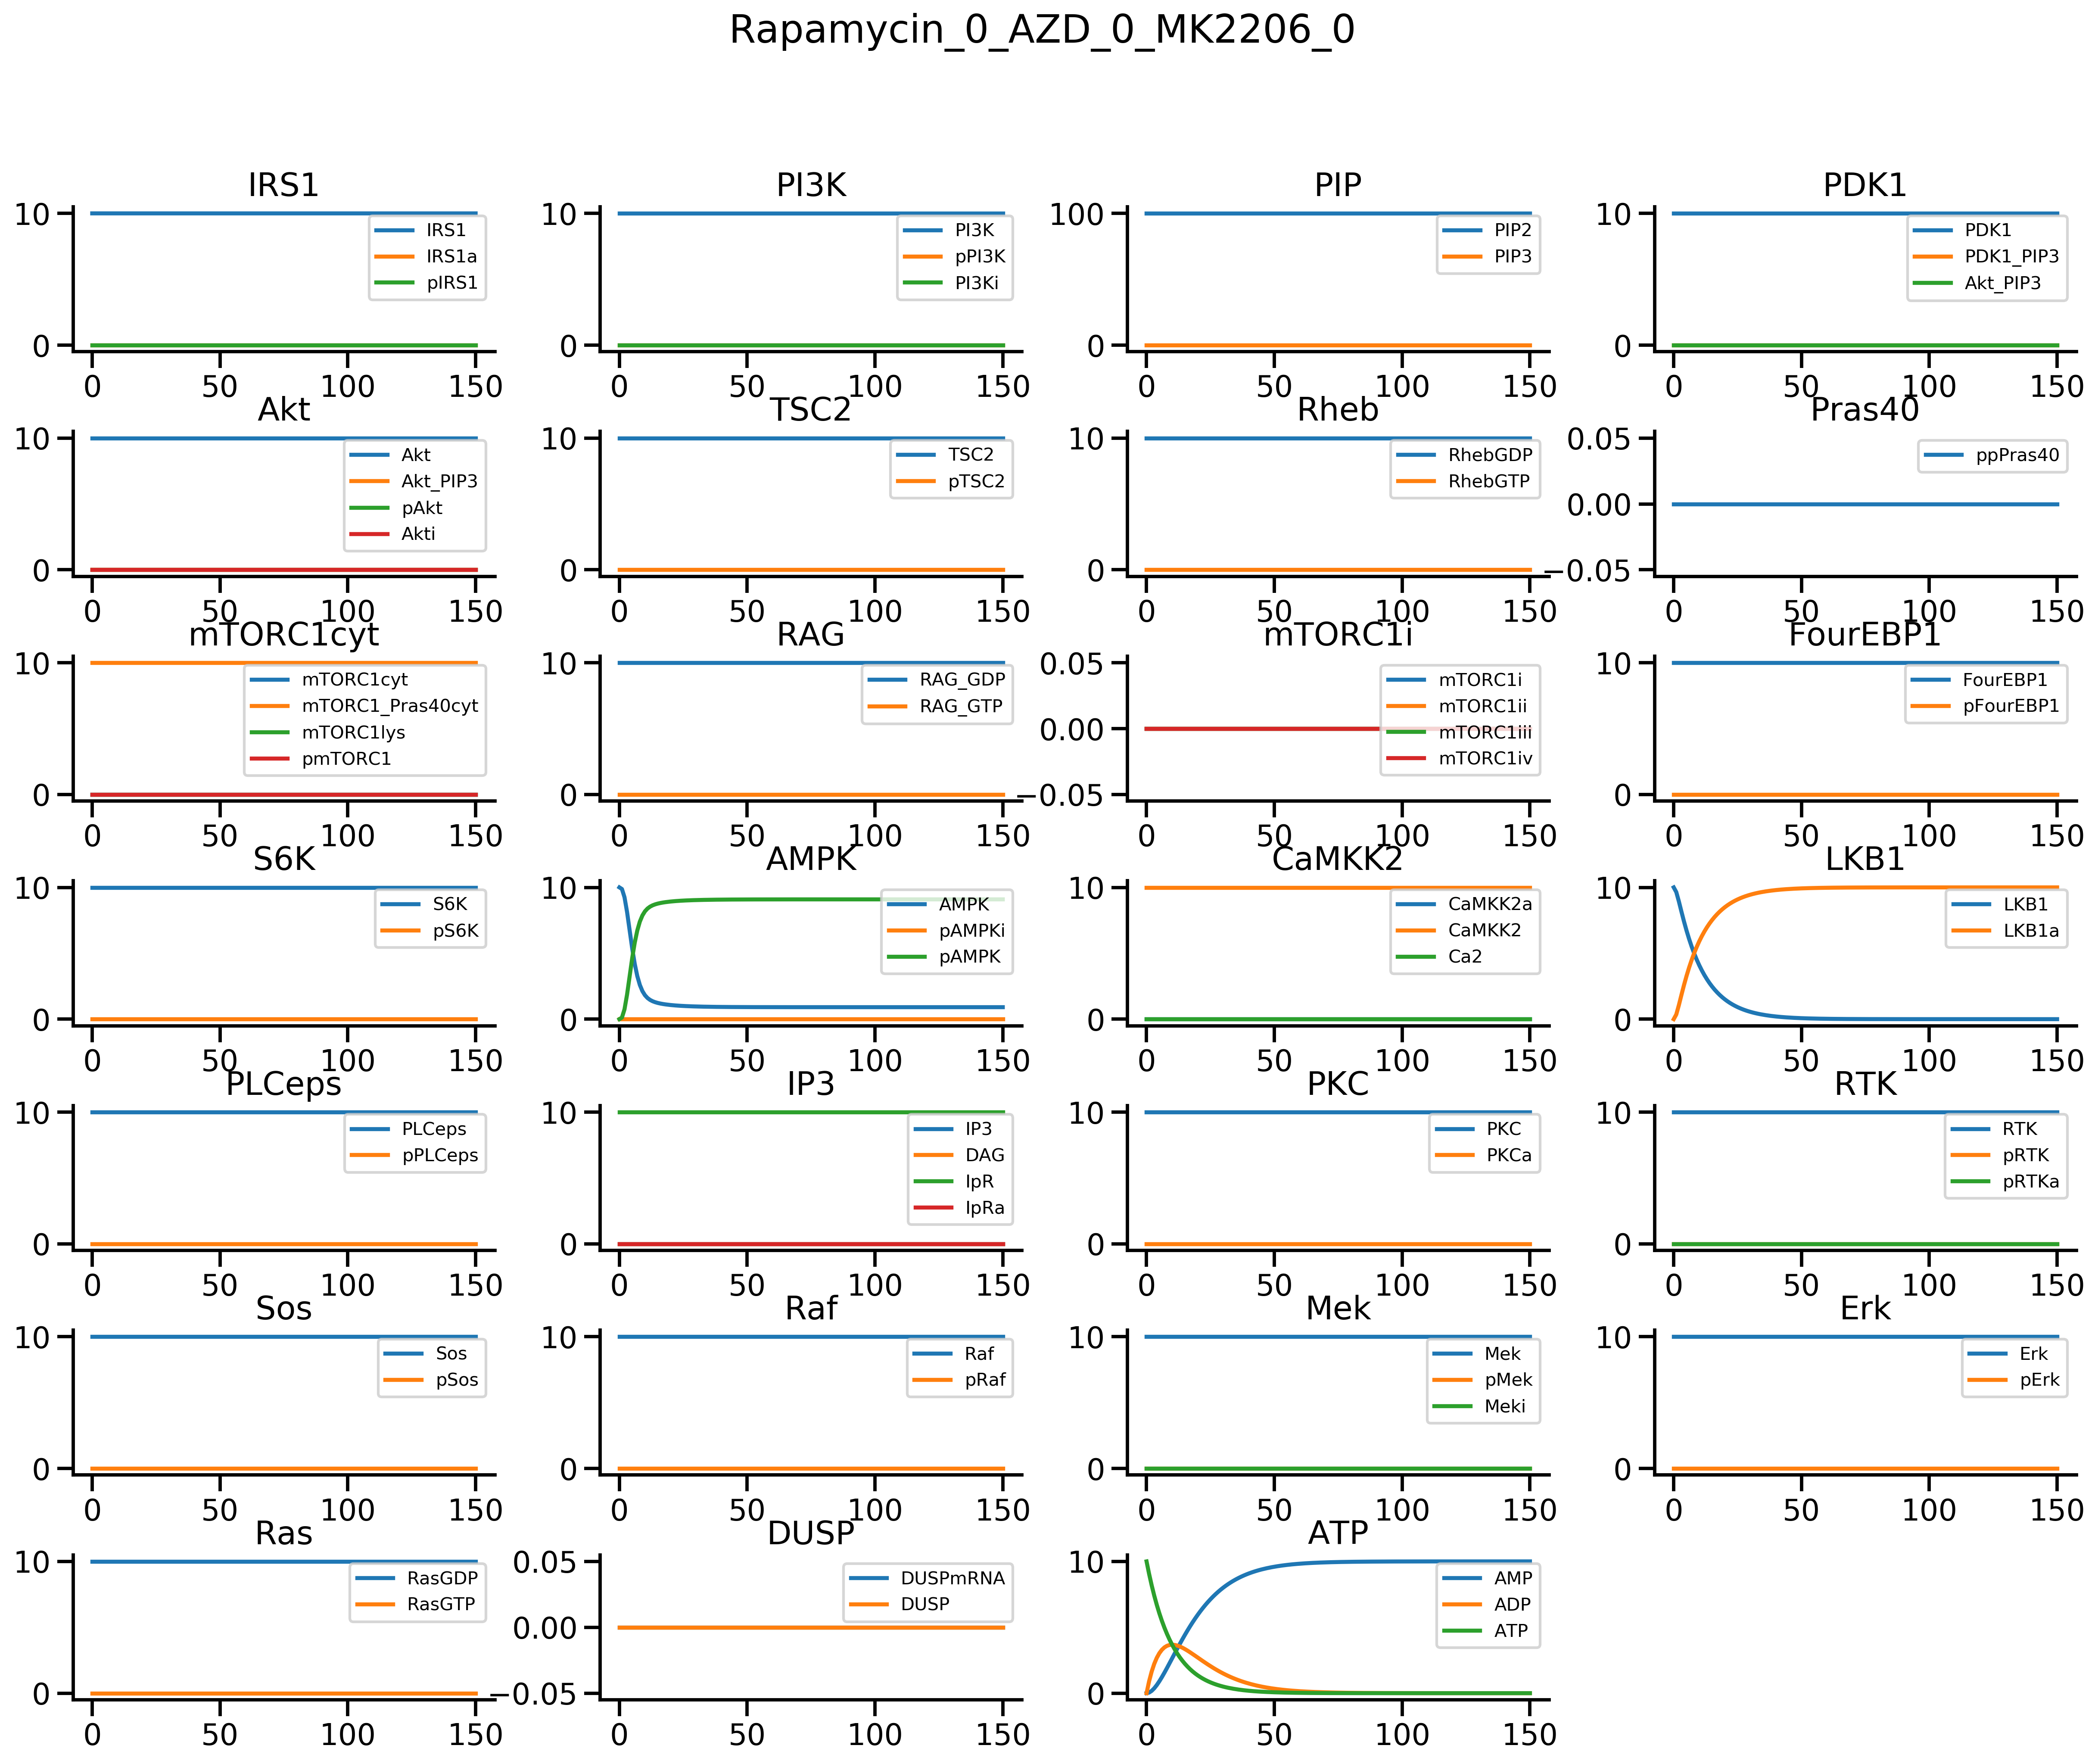 Rapamycin_0_AZD_0_MK2206_0
IRS1
10
0
0 50 100 150
IRS1
IRS1a
pIRS1
PI3K
10
0
0 50 100 150
PI3K
pPI3K
PI3Ki
PIP
100
0
0 50 100 150
PIP2
PIP3
PDK1
10
0
0 50 100 150
PDK1
PDK1_PIP3
Akt_PIP3
Akt
10
0
0 50 100 150
Akt
Akt_PIP3
pAkt
Akti
TSC2
10
0
0 50 100 150
TSC2
pTSC2
Rheb
10
0
0 50 100 150
RhebGDP
RhebGTP
Pras40
0.05
0.00
−0.05
0 50 100 150
ppPras40
mTORC1cyt
10
0
0 50 100 150
mTORC1cyt
mTORC1_Pras40cyt
mTORC1lys
pmTORC1
RAG
10
0
0 50 100 150
RAG_GDP
RAG_GTP
mTORC1i
0.05
0.00
−0.05
0 50 100 150
mTORC1i
mTORC1ii
mTORC1iii
mTORC1iv
FourEBP1
10
0
0 50 100 150
FourEBP1
pFourEBP1
S6K
10
0
0 50 100 150
S6K
pS6K
AMPK
10
0
0 50 100 150
AMPK
pAMPKi
pAMPK
CaMKK2
10
0
0 50 100 150
CaMKK2a
CaMKK2
Ca2
LKB1
10
0
0 50 100 150
LKB1
LKB1a
PLCeps
10
0
0 50 100 150
PLCeps
pPLCeps
IP3
10
0
0 50 100 150
IP3
DAG
IpR
IpRa
PKC
10
0
0 50 100 150
PKC
PKCa
RTK
10
0
0 50 100 150
RTK
pRTK
pRTKa
Sos
10
0
0 50 100 150
Sos
pSos
Raf
10
0
0 50 100 150
Raf
pRaf
Mek
10
0
0 50 100 150
Mek
pMek
Meki
Erk
10
0
0 50 100 150
Erk
pErk
Ras
10
0
0 50 100 150
RasGDP
RasGTP
DUSP
0.05
0.00
−0.05
0 50 100 150
DUSPmRNA
DUSP
ATP
10
0
0 50 100 150
AMP
ADP
ATP